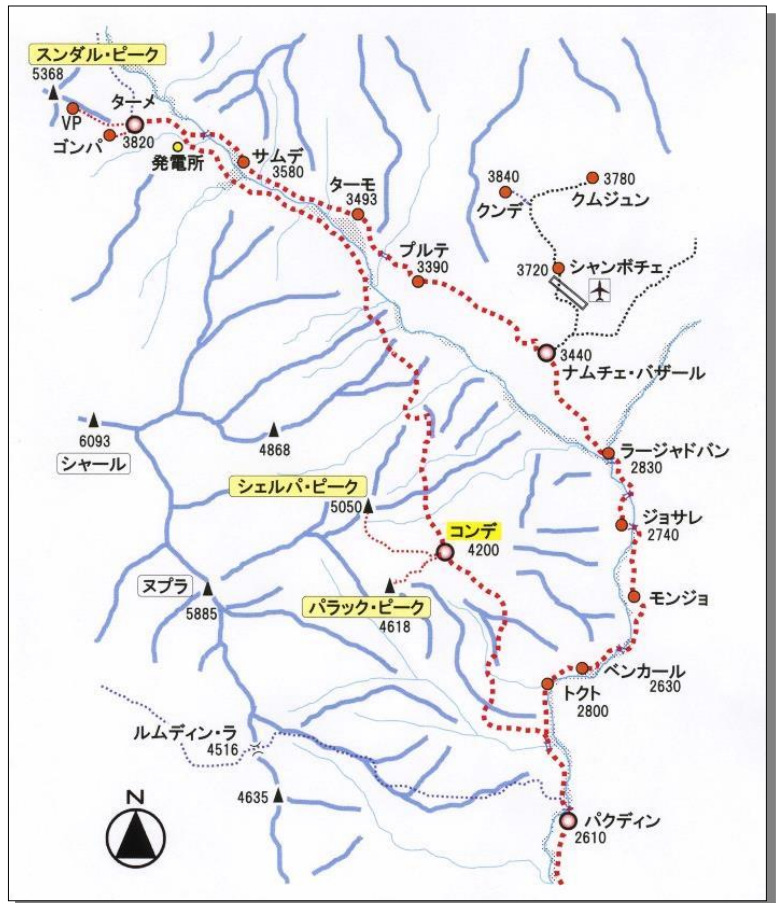 スンダル・ピーク
5368
ターメ
VP
3820
ゴンパ
発電所
サムデ
3580
ターモ
3493
プルテ
3390
3840
クンデ
3780
クムジュン
3720
シャンボチェ
3440
ナムチェ・バザール
6093
シャール
4868
ラージャドバン
2830
シェルパ・ピーク
5050
コンデ
4200
ジョサレ
2740
ヌプラ
5885
パラック・ピーク
4618
モンジョ
ベンカール
2630
トクト
2800
ルムディン・ラ
4516
4635
N
パクディン
2610